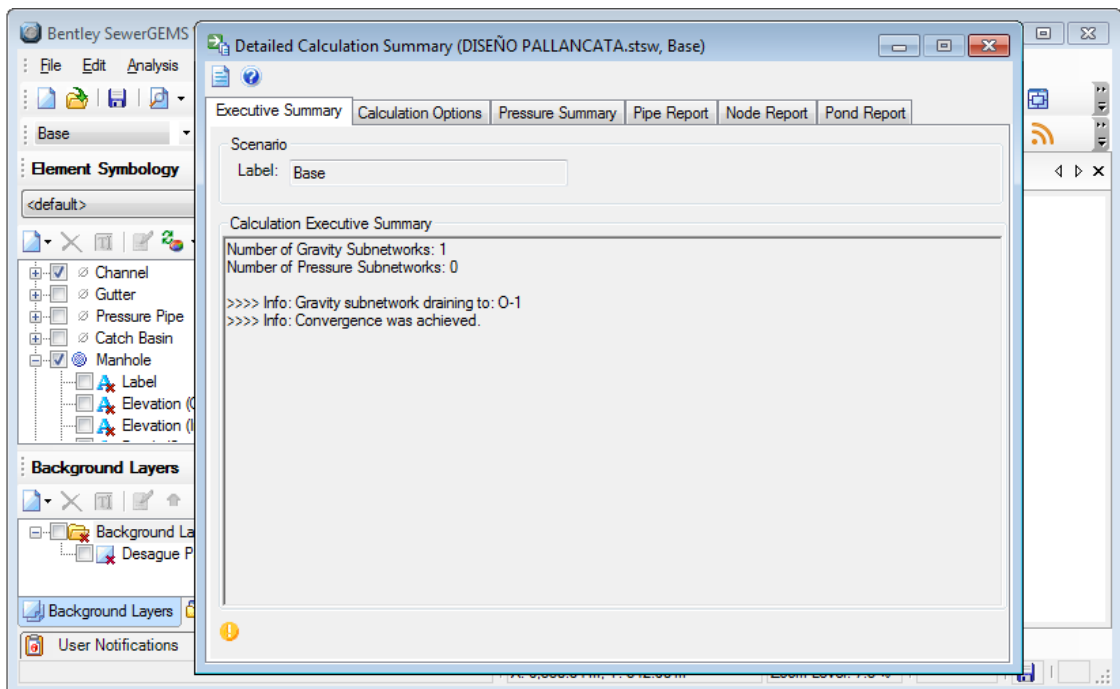 Bentley SewerGEMS
Detailed Calculation Summary (DISEÑO PALLANCATA.stsw, Base)
File Edit Analysis
Base
Element Symbology
<default>
Channel
Gutter
Pressure Pipe
Catch Basin
Manhole
Label
Elevation
Elevation
Background Layers
Background
Desague
Background Layers
User Notifications
Executive Summary Calculation Options Pressure Summary Pipe Report Node Report Pond Report
Scenario
Label: Base
Calculation Executive Summary
Number of Gravity Subnetworks: 1
Number of Pressure Subnetworks: 0
>>>> Info: Gravity subnetwork draining to: O-1
>>>> Info: Convergence was achieved.